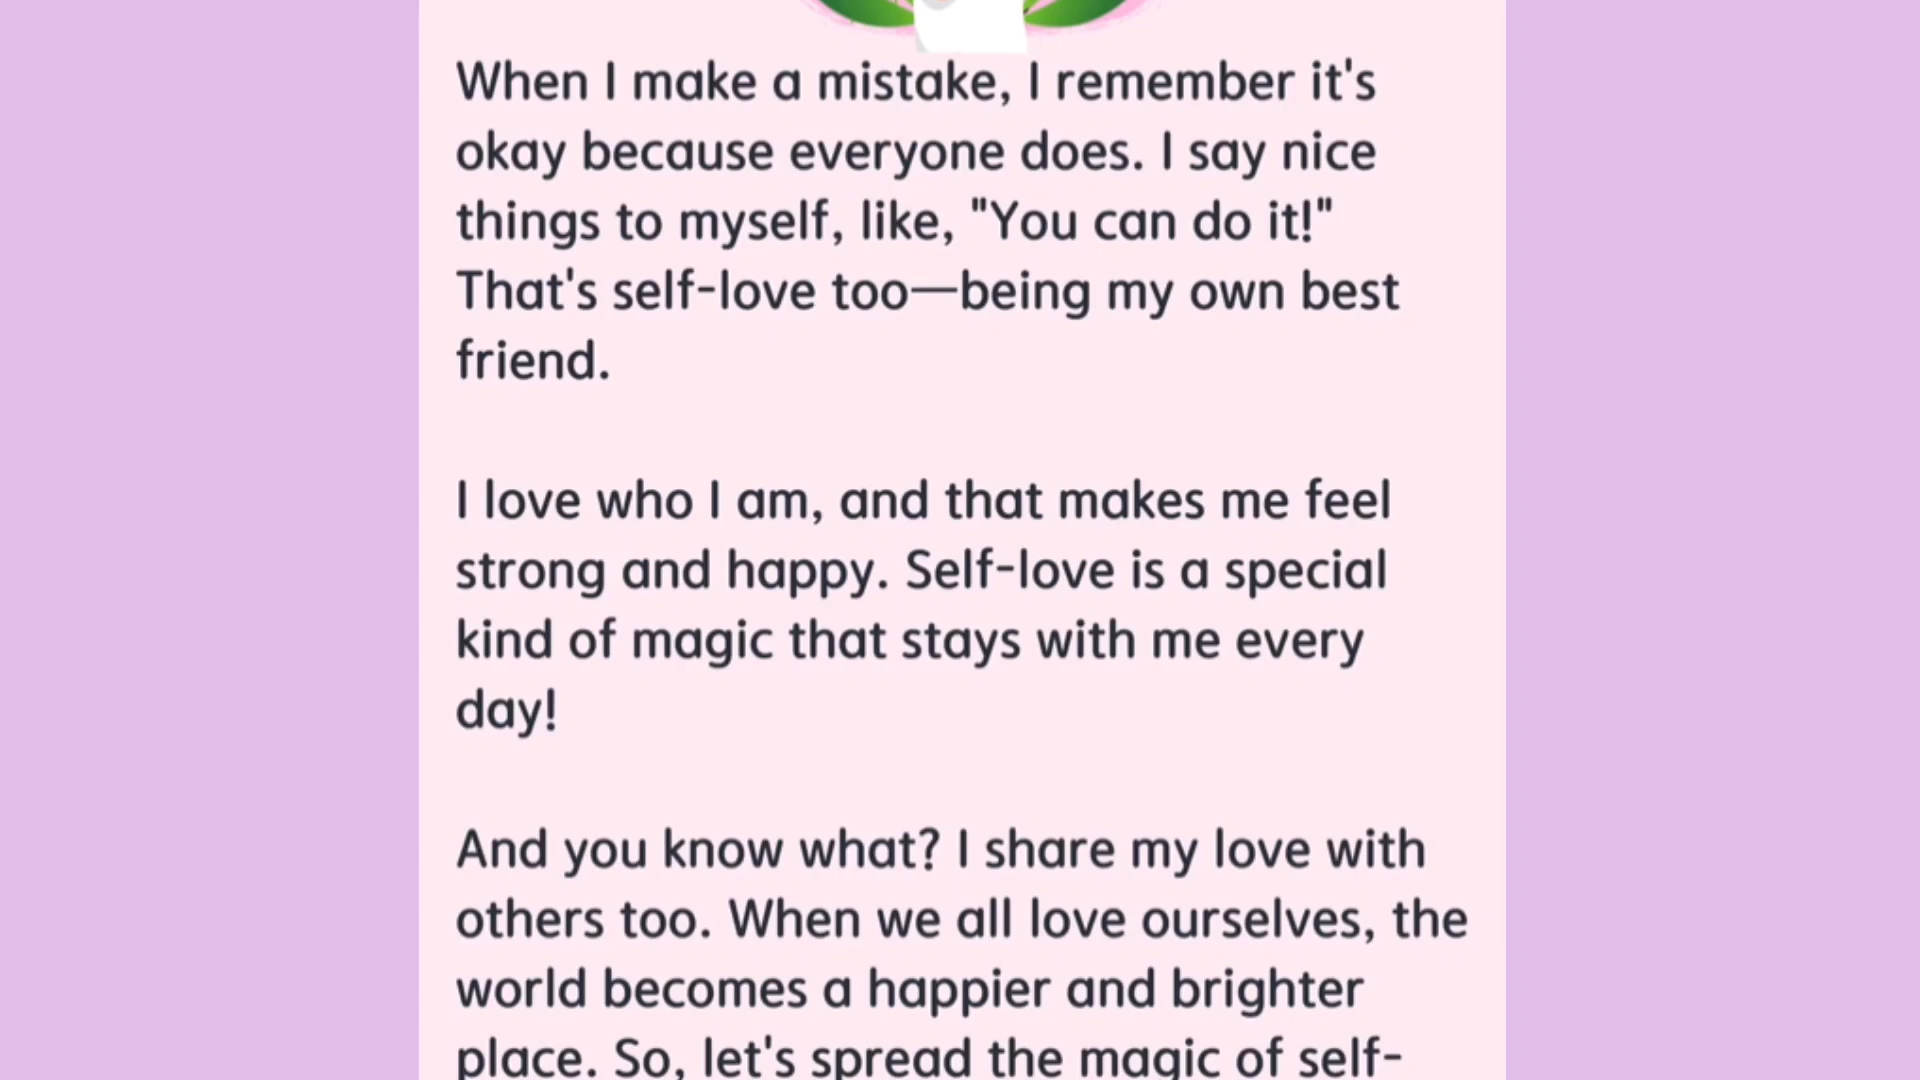 When I make a mistake, I remember it's
okay because everyone does. I say nice
things to myself, like, "You can do it!"
That's self-love too—being my own best
friend.
I love who I am, and that makes me feel
strong and happy. Self-love is a special
kind of magic that stays with me every
day!
And you know what? I share my love with
others too. When we all love ourselves, the
world becomes a happier and brighter
place. So, let's spread the magic of self-